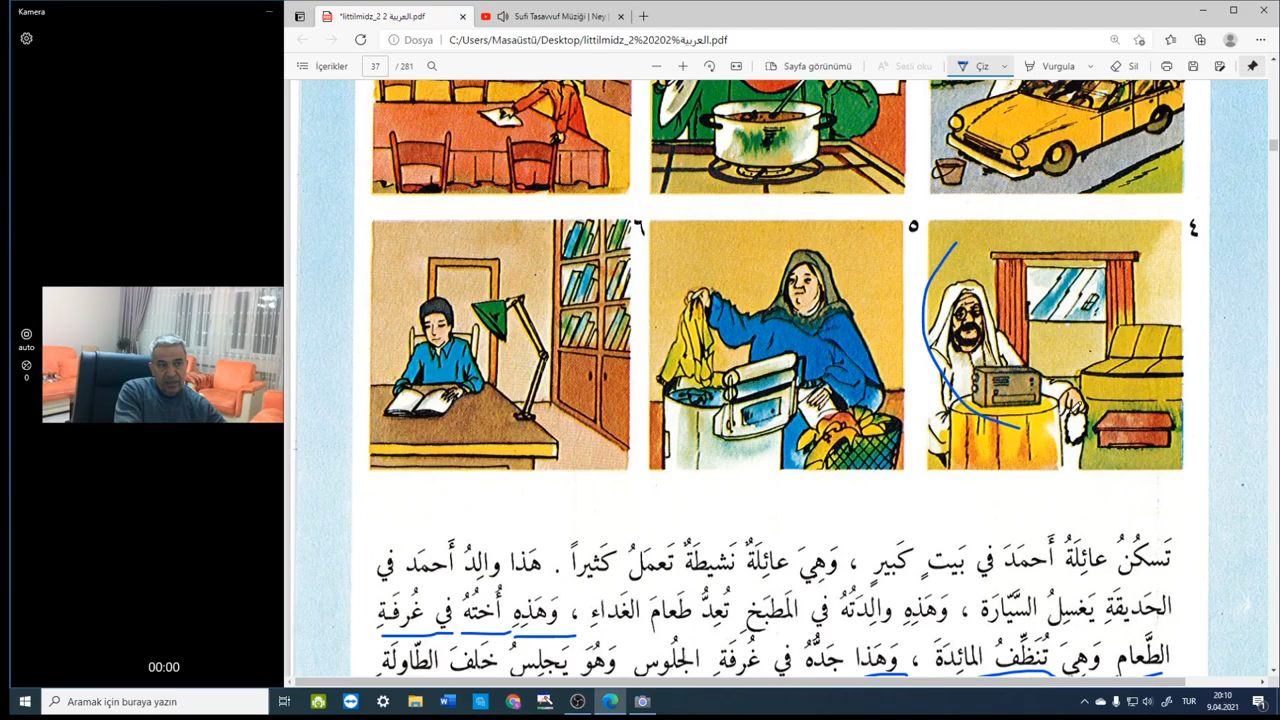 Kamera
*littilmidz_2 2 العربية.pdf
Sufi Tasavvuf Müziği | Ney
Dosya
C:/Users/Masaüstü/Desktop/littilmidz_2%20202%العربية.pdf
İçerikler
37
/ 281
Sayfa görünümü
Sesli oku
Çiz
Vurgula
Sil
٦
٥
٤
تَسكُنُ عائِلَةُ أَحمَدَ في بَيتٍ كَبيرٍ ، وَهِيَ عائِلَةٌ نَشيطَةٌ تَعمَلُ كَثيراً . هَذا والِدُ أَحمَد في
الحَديقَةِ يَغسِلُ السَّيّارَة ، وَهَذِهِ والِدَتُهُ في المَطبَخِ تُعِدُّ طَعامَ الغَداءِ ، وَهَذِهِ أُختُهُ في غُرفَةِ
الطَّعام وَهِيَ تُنَظِّفُ المائِدَةَ ، وَهَذا جَدُّهُ في غُرفَةِ الجُلوس وَهُوَ يَجلِسُ خَلفَ الطّاولَةِ
auto
0
00:00
Aramak için buraya yazın
TUR
20:10
9.04.2021
1